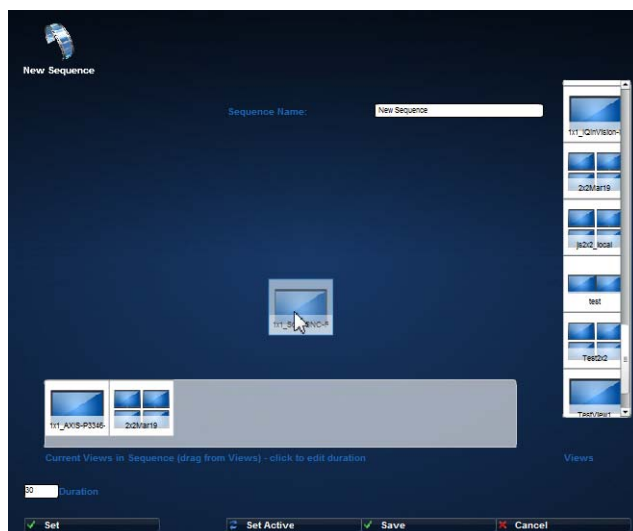 New Sequence
Sequence Name:
New Sequence
2x2Mar19
js2x2_local
test
Test2x2
TestView1
1x1_AXIS-P3346-
2x2Mar19
Current Views in Sequence (drag from Views) - click to edit duration
Views
30
Duration
Set
Set Active
Save
Cancel